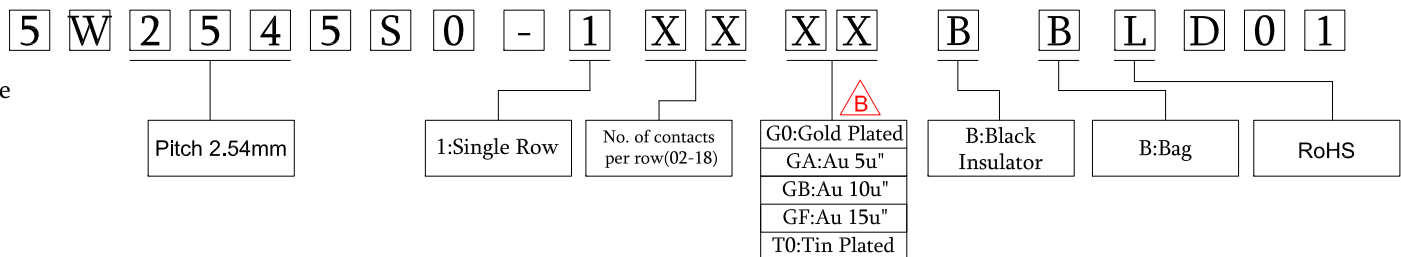 5 W 2 5 4 5 S 0 - 1 X X X X B B L D 0 1
e
B
Pitch 2.54mm
1:Single Row
No. of contacts
per row(02-18)
G0:Gold Plated
GA:Au 5u"
GB:Au 10u"
GF:Au 15u"
T0:Tin Plated
B:Black
Insulator
B:Bag
RoHS